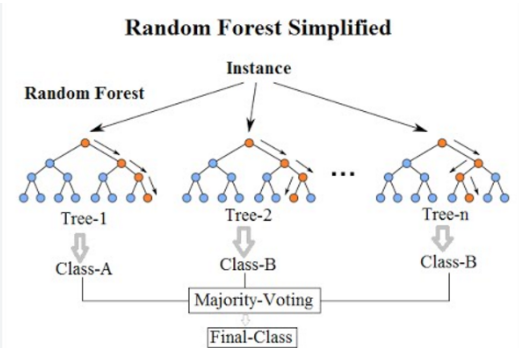 Random Forest Simplified
Instance
Random Forest
...
Tree-1
Tree-2
Tree-n
Class-A
Class-B
Class-B
Majority-Voting
Final-Class